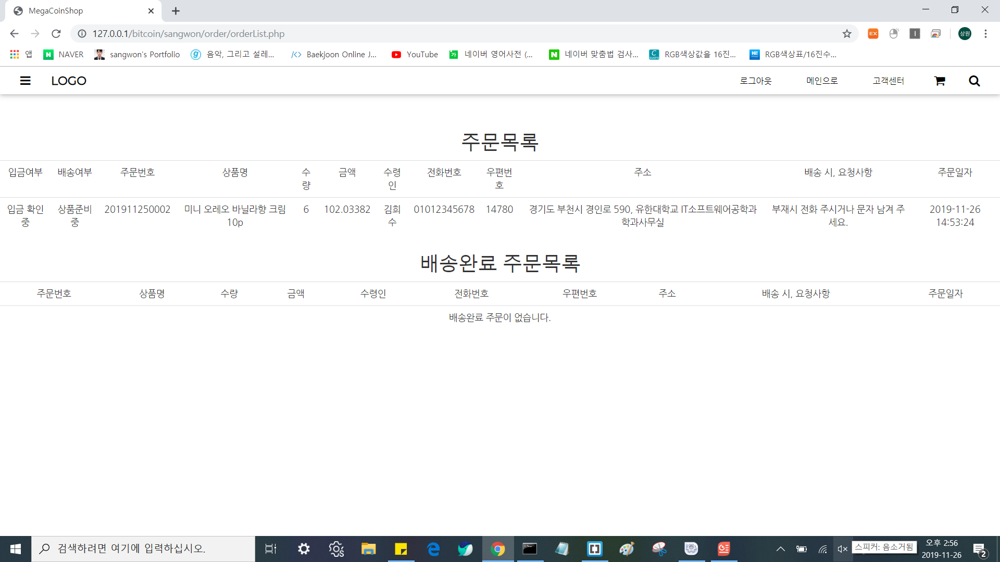 MegaCoinShop
127.0.0.1/bitcoin/sangwon/order/orderList.php
EX
상원
앱
NAVER
sangwon's Portfolio
음악, 그리고 설레...
Baekjoon Online J...
YouTube
네이버 영어사전 (...
네이버 맞춤법 검사...
RGB색상값을 16진...
RGB색상표/16진수...
LOGO
로그아웃
메인으로
고객센터
주문목록
입금여부 배송여부 주문번호 상품명 수량 금액 수령인 전화번호 우편번호 주소 배송 시, 요청사항 주문일자
입금 확인중 상품준비중 201911250002 미니 오레오 바닐라향 크림 10p 6 102.03382 김희수 01012345678 14780 경기도 부천시 경인로 590, 유한대학교 IT소프트웨어공학과 학과사무실 부재시 전화 주시거나 문자 남겨 주세요. 2019-11-26 14:53:24
배송완료 주문목록
주문번호 상품명 수량 금액 수령인 전화번호 우편번호 주소 배송 시, 요청사항 주문일자
배송완료 주문이 없습니다.
검색하려면 여기에 입력하십시오.
스피커: 음소거됨
오후 2:56
2019-11-26
2